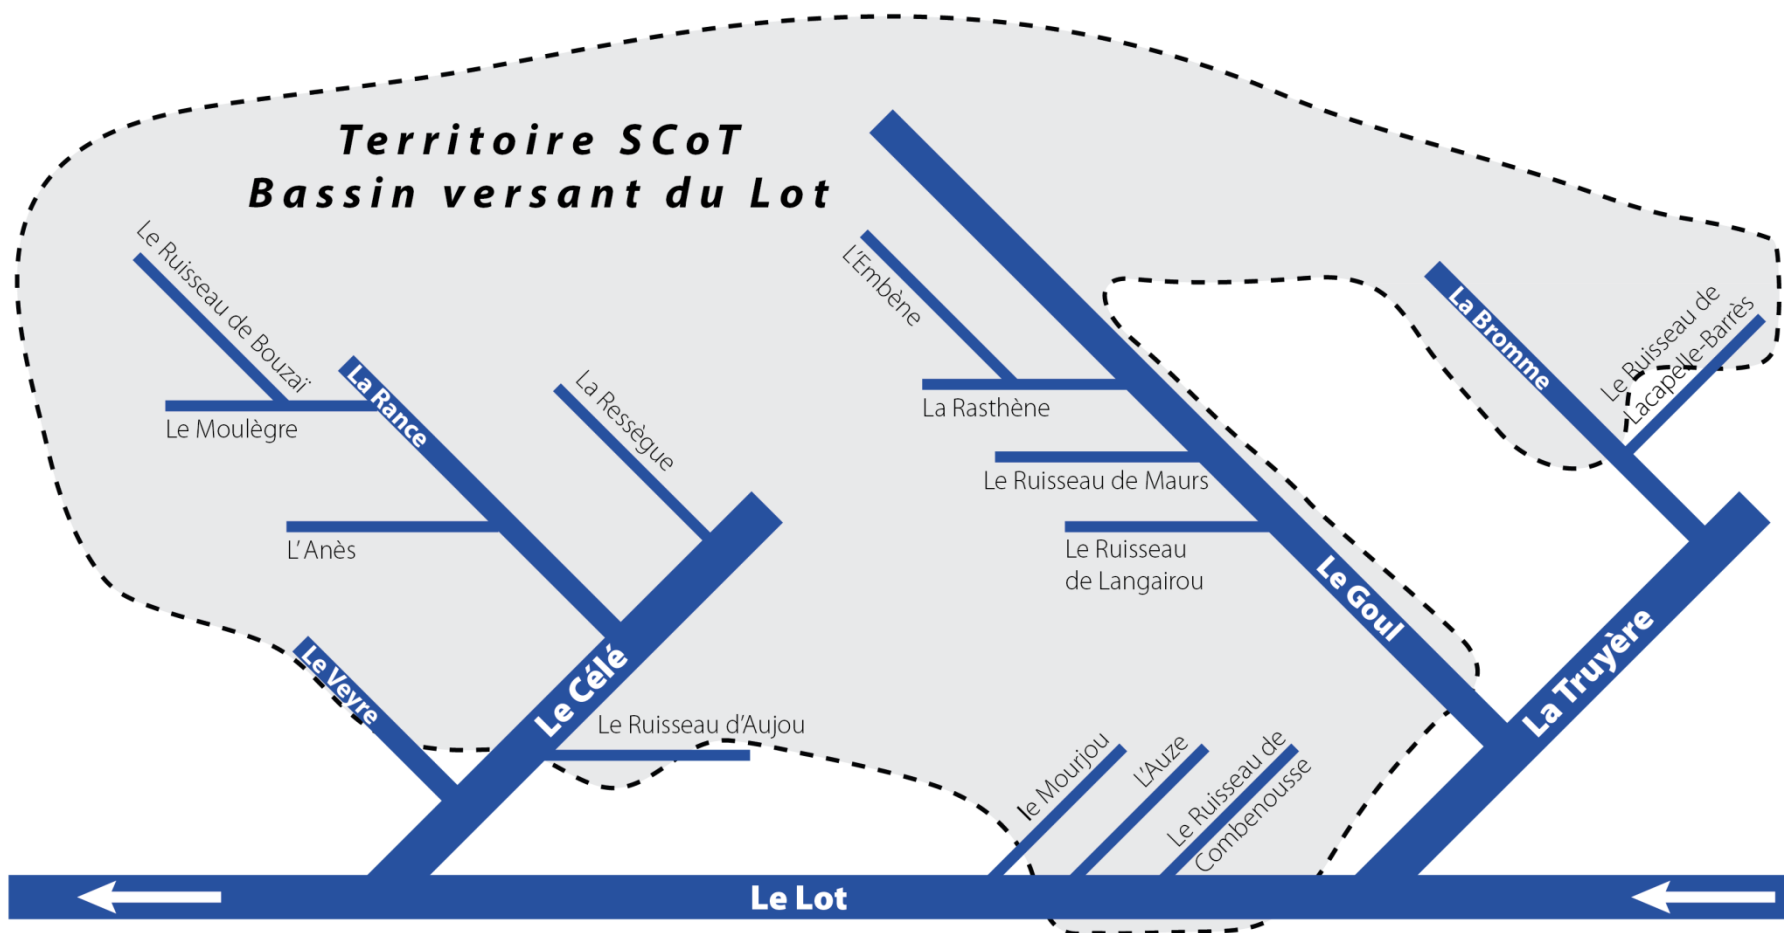 Territoire SCoT
Bassin versant du Lot
Le Ruisseau de Bouzaï
Le Moulègre
La Rance
L'Anès
La Ressègue
Le Veyre
Le Célé
Le Ruisseau d'Aujou
L'Embène
La Rasthène
Le Ruisseau de Maurs
Le Ruisseau
de Langairou
Le Goul
La Bromme
Le Ruisseau de
Lacapelle-Barrès
La Truyère
le Mourjou
L'Auze
Le Ruisseau de
Combenousse
Le Lot